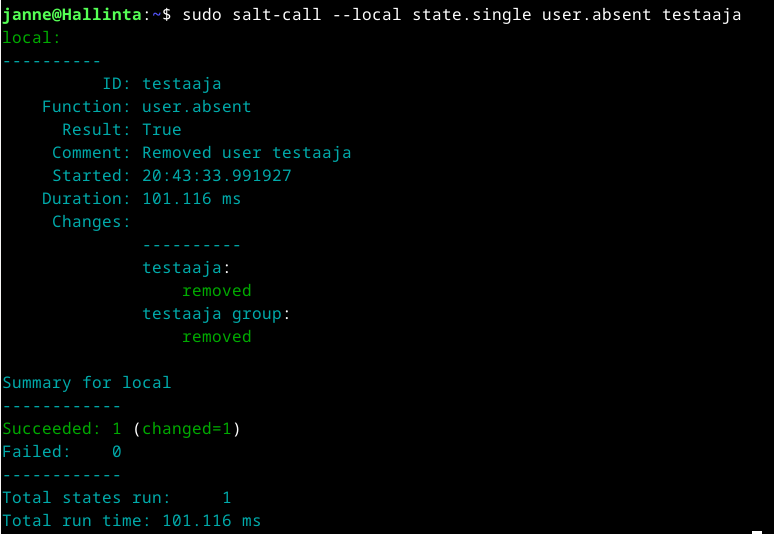 janne@Hallinta:~$ sudo salt-call --local state.single user.absent testaaja
local:
----------
          ID: testaaja
    Function: user.absent
      Result: True
     Comment: Removed user testaaja
     Started: 20:43:33.991927
    Duration: 101.116 ms
     Changes:
              ----------
              testaaja:
                  removed
              testaaja group:
                  removed

Summary for local
------------
Succeeded: 1 (changed=1)
Failed:    0
------------
Total states run:     1
Total run time: 101.116 ms